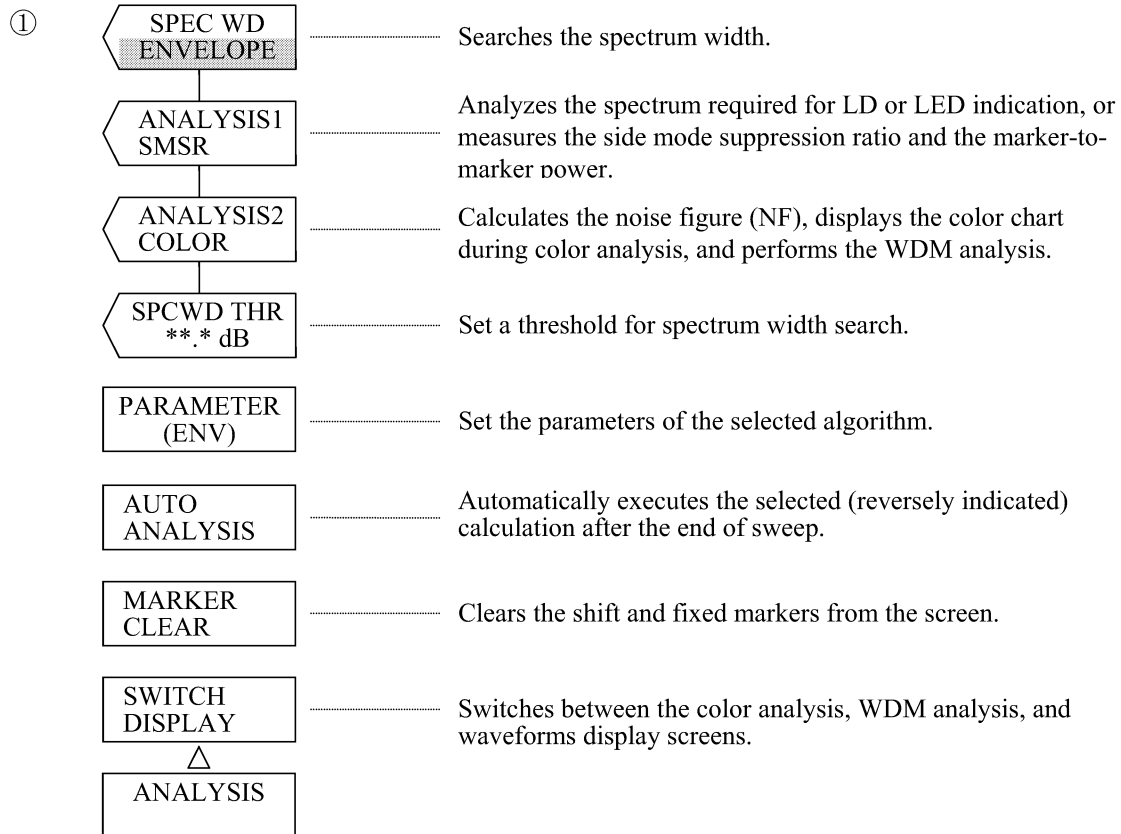 ①
SPEC WD
ENVELOPE
Searches the spectrum width.
ANALYSIS1
SMSR
Analyzes the spectrum required for LD or LED indication, or
measures the side mode suppression ratio and the marker-to-
marker power.
ANALYSIS2
COLOR
Calculates the noise figure (NF), displays the color chart
during color analysis, and performs the WDM analysis.
SPCWD THR
**.* dB
Set a threshold for spectrum width search.
PARAMETER
(ENV)
Set the parameters of the selected algorithm.
AUTO
ANALYSIS
Automatically executes the selected (reversely indicated)
calculation after the end of sweep.
MARKER
CLEAR
Clears the shift and fixed markers from the screen.
SWITCH
DISPLAY
Switches between the color analysis, WDM analysis, and
waveforms display screens.
ANALYSIS